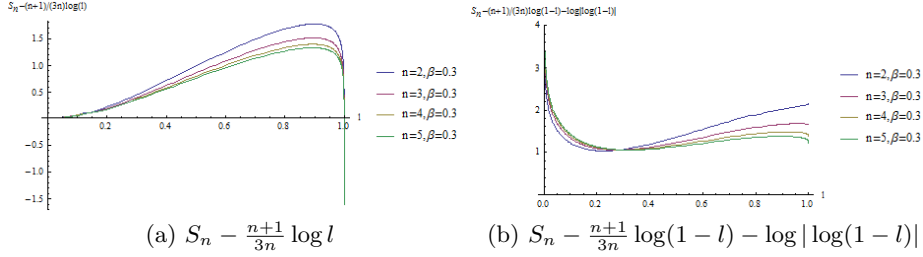 S_n−(n+1)/(3n)log(l)
1.5
1.0
0.5
0.2 0.4 0.6 0.8 1.0 l
−0.5
−1.0
−1.5
n=2,β=0.3
n=3,β=0.3
n=4,β=0.3
n=5,β=0.3
(a) S_n − \frac{n+1}{3n} log l
S_n−(n+1)/(3n)log(1−l)−log|log(1−l)|
4
3
2
1
0.0 0.2 0.4 0.6 0.8 1.0 l
n=2,β=0.3
n=3,β=0.3
n=4,β=0.3
n=5,β=0.3
(b) S_n − \frac{n+1}{3n} log(1 − l) − log | log(1 − l)|